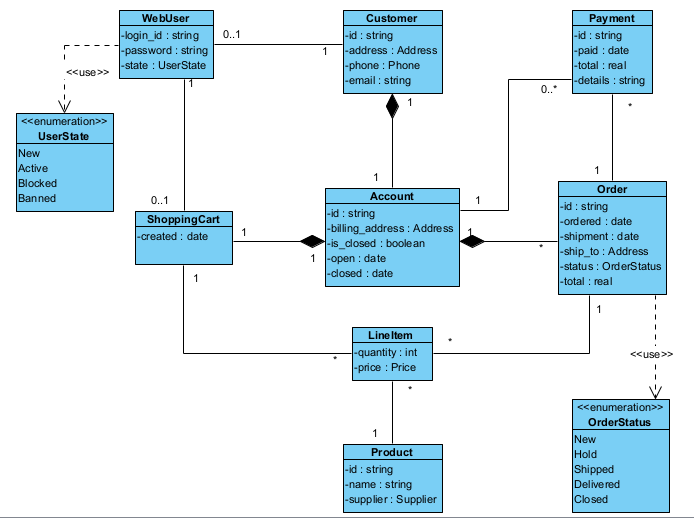 WebUser
-login_id : string
-password : string
-state : UserState
0..1
1
Customer
-id : string
-address : Address
-phone : Phone
-email : string
Payment
-id : string
-paid : date
-total : real
-details : string
<<use>>
1
1
0..*
*
<<enumeration>>
UserState
New
Active
Blocked
Banned
0..1
1
1
1
ShoppingCart
-created : date
1
1
Account
-id : string
-billing_address : Address
-is_closed : boolean
-open : date
-closed : date
1
*
Order
-id : string
-ordered : date
-shipment : date
-ship_to : Address
-status : OrderStatus
-total : real
1
1
*
*
LineItem
-quantity : int
-price : Price
<<use>>
*
1
Product
-id : string
-name : string
-supplier : Supplier
<<enumeration>>
OrderStatus
New
Hold
Shipped
Delivered
Closed